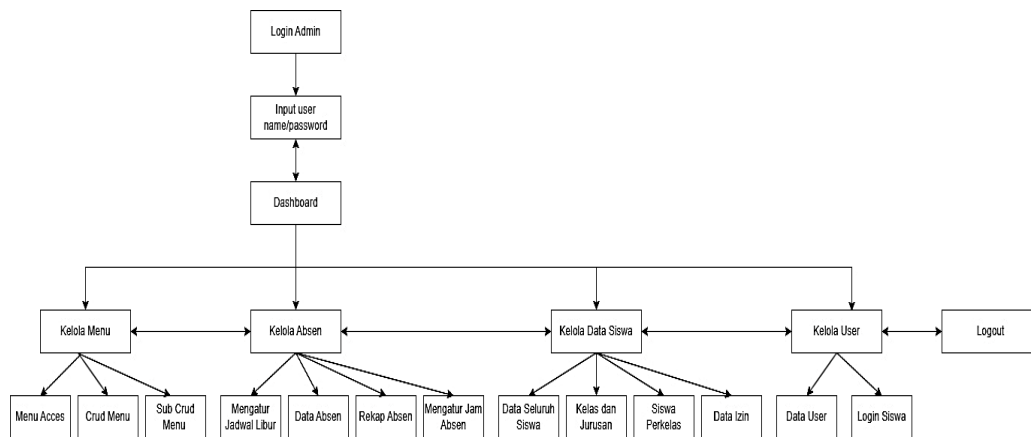 Login Admin
Input user
name/password
Dashboard
Kelola Menu
Kelola Absen
Kelola Data Siswa
Kelola User
Logout
Menu Acces
Crud Menu
Sub Crud
Menu
Mengatur
Jadwal Libur
Data Absen
Rekap Absen
Mengatur Jam
Absen
Data Seluruh
Siswa
Kelas dan
Jurusan
Siswa
Perkelas
Data Izin
Data User
Login Siswa